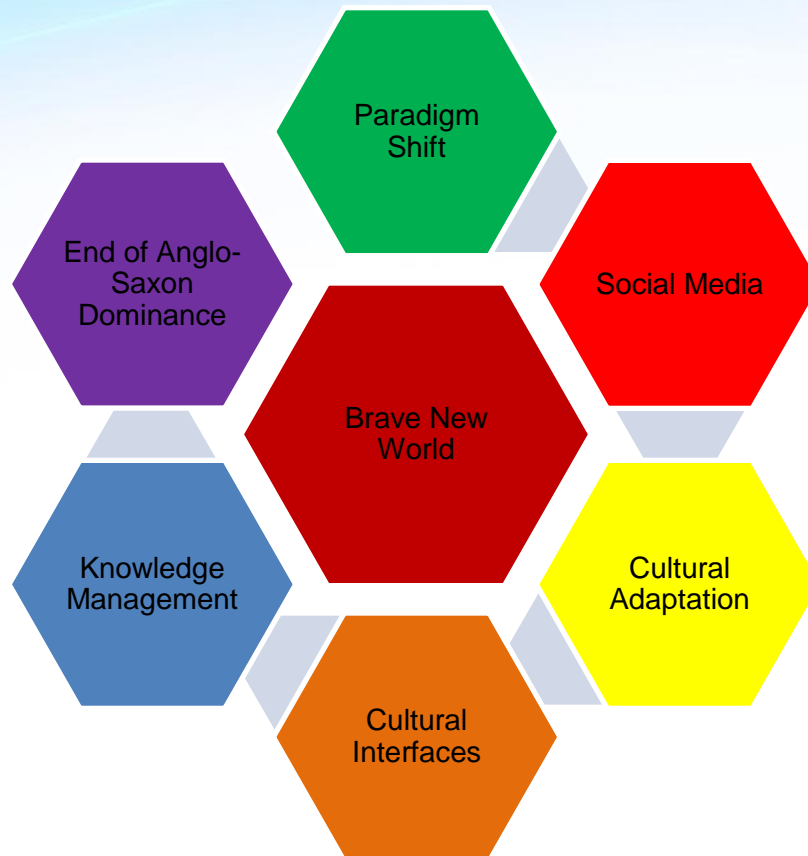 Paradigm
Shift
End of Anglo-
Saxon
Dominance
Social Media
Brave New
World
Knowledge
Management
Cultural
Adaptation
Cultural
Interfaces